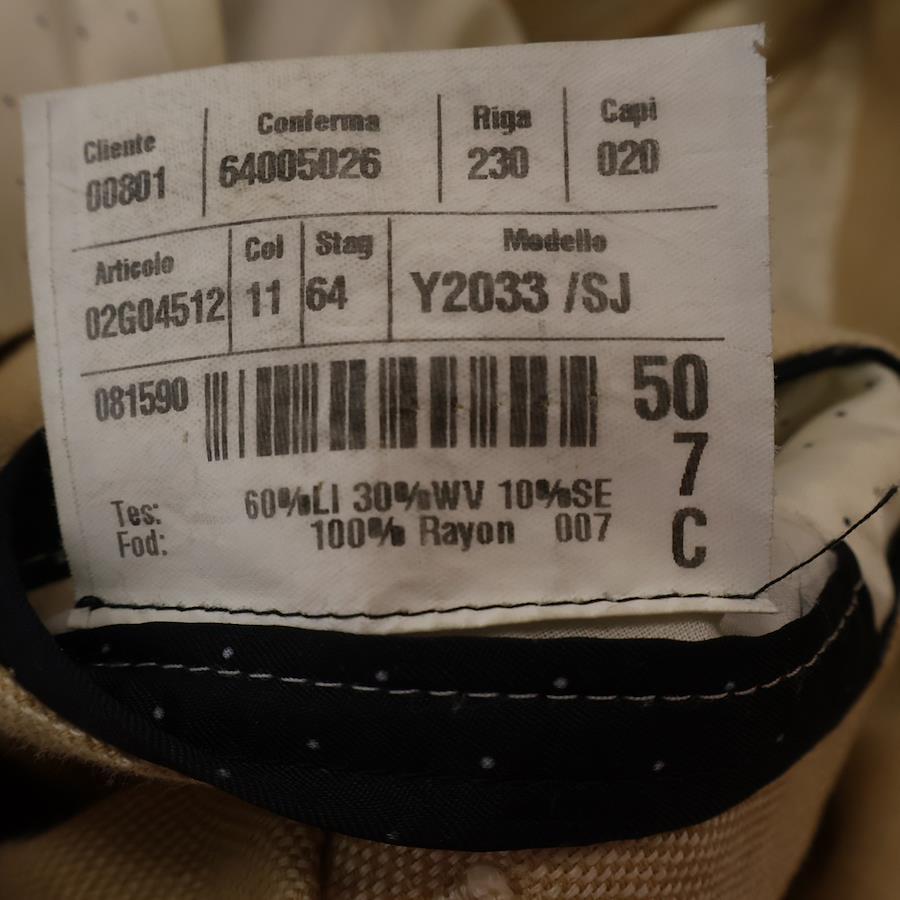 Cliente Conferma Riga Capi
00801 64005026 230 020
Articolo Col Stag Modello
02G04512 11 64 Y2033 /SJ
081590 50
7
C
Tes: 60%LI 30%WV 10%SE
Fod: 100% Rayon 007